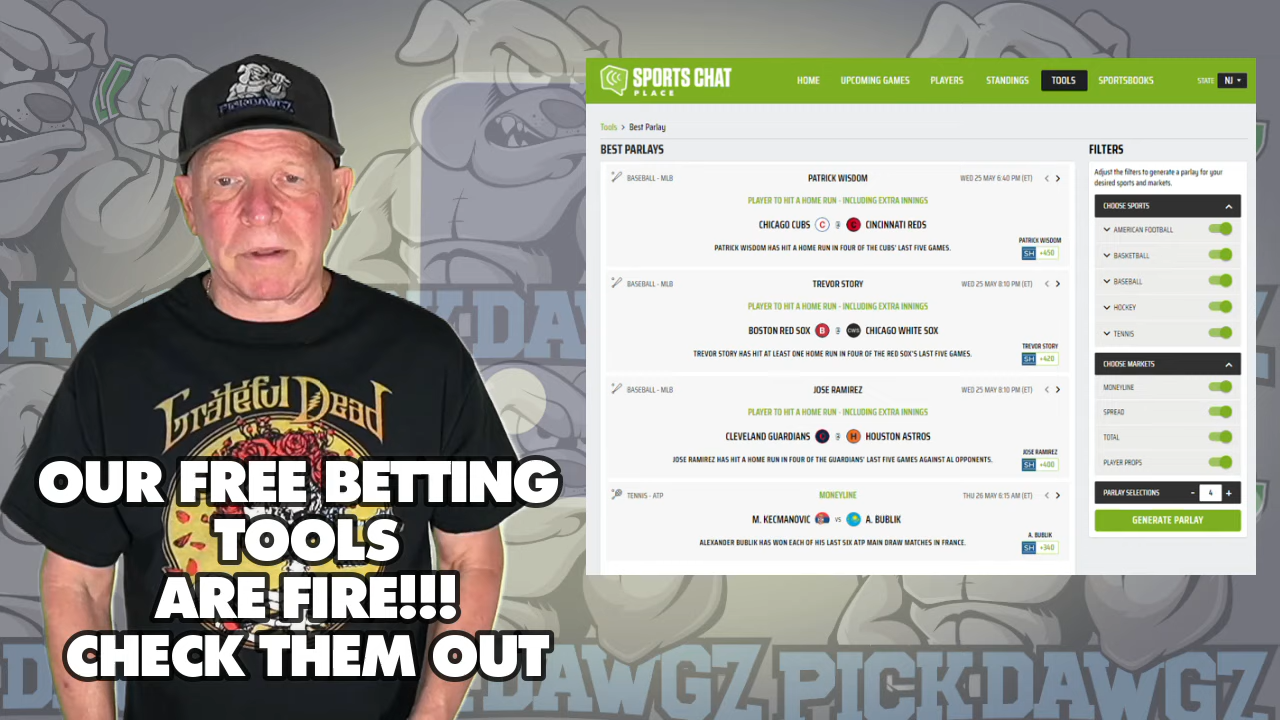 PICKDAWGZ
Grateful Dead
OUR FREE BETTING
TOOLS
ARE FIRE!!!
CHECK THEM OUT
SPORTS CHAT
PLACE
HOME
UPCOMING GAMES
PLAYERS
STANDINGS
TOOLS
SPORTSBOOKS
STATE
NJ
Tools > Best Parlay
BEST PARLAYS
BASEBALL - MLB
PATRICK WISDOM
WED 25 MAY 6:40 PM (ET)
PLAYER TO HIT A HOME RUN - INCLUDING EXTRA INNINGS
CHICAGO CUBS @ CINCINNATI REDS
PATRICK WISDOM HAS HIT A HOME RUN IN FOUR OF THE CUBS' LAST FIVE GAMES.
PATRICK WISDOM
SH +450
BASEBALL - MLB
TREVOR STORY
WED 25 MAY 8:10 PM (ET)
PLAYER TO HIT A HOME RUN - INCLUDING EXTRA INNINGS
BOSTON RED SOX @ CHICAGO WHITE SOX
TREVOR STORY HAS HIT AT LEAST ONE HOME RUN IN FOUR OF THE RED SOX'S LAST FIVE GAMES.
TREVOR STORY
SH +420
BASEBALL - MLB
JOSE RAMIREZ
WED 25 MAY 8:10 PM (ET)
PLAYER TO HIT A HOME RUN - INCLUDING EXTRA INNINGS
CLEVELAND GUARDIANS @ HOUSTON ASTROS
JOSE RAMIREZ HAS HIT A HOME RUN IN FOUR OF THE GUARDIANS' LAST FIVE GAMES AGAINST AL OPPONENTS.
JOSE RAMIREZ
SH +400
TENNIS - ATP
MONEYLINE
THU 26 MAY 6:15 AM (ET)
M. KECMANOVIC VS A. BUBLIK
ALEXANDER BUBLIK HAS WON EACH OF HIS LAST SIX ATP MAIN DRAW MATCHES IN FRANCE.
A. BUBLIK
SH +340
FILTERS
Adjust the filters to generate a parlay for your
desired sports and markets.
CHOOSE SPORTS
AMERICAN FOOTBALL
BASKETBALL
BASEBALL
HOCKEY
TENNIS
CHOOSE MARKETS
MONEYLINE
SPREAD
TOTAL
PLAYER PROPS
PARLAY SELECTIONS - 4 +
GENERATE PARLAY
PICKDAWGZ